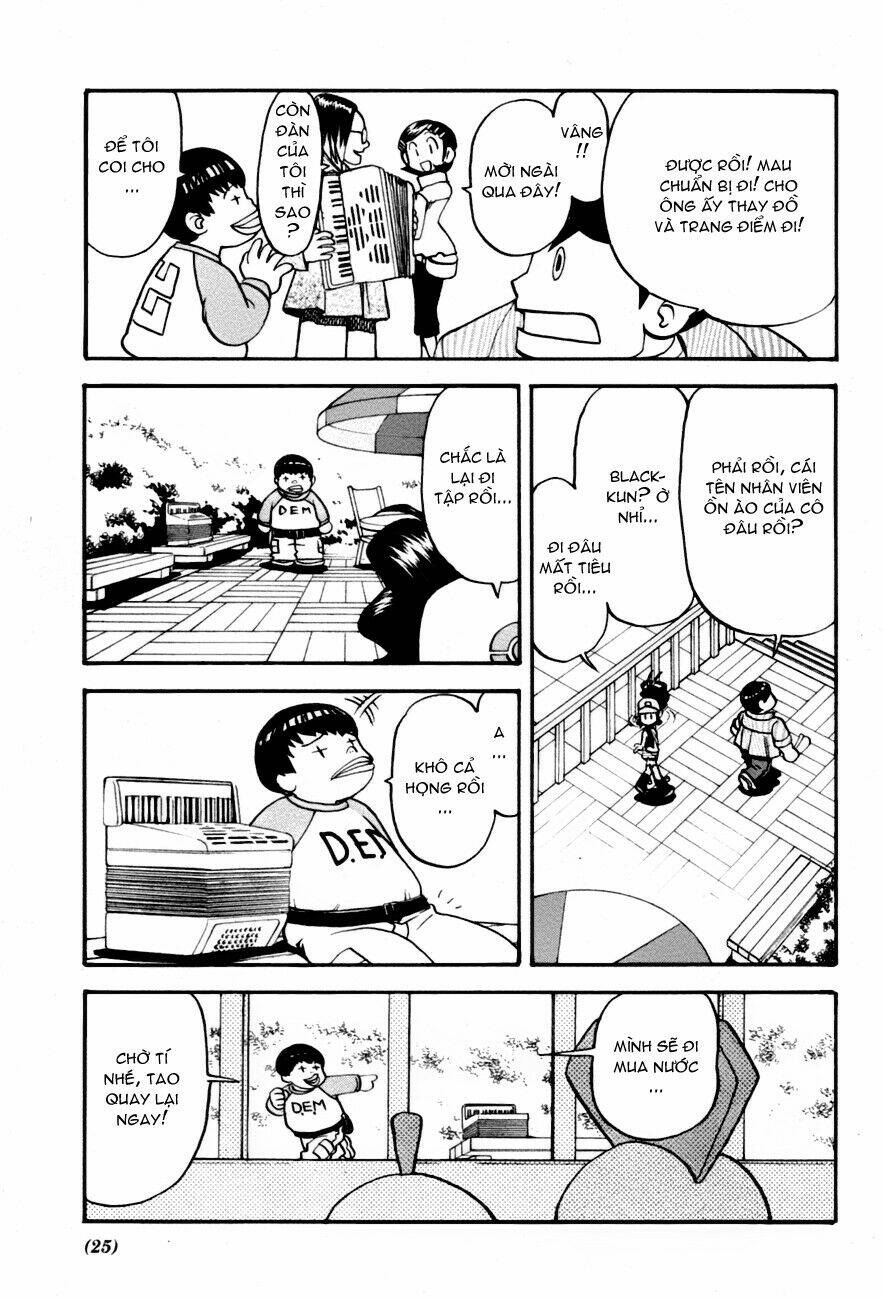 ĐƯỢC RỒI! MAU
CHUẨN BỊ ĐI! CHO
ÔNG ẤY THAY ĐỒ
VÀ TRANG ĐIỂM ĐI!
VÂNG
!!
MỜI NGÀI
QUA ĐÂY!
CÒN
ĐÀN
CỦA
TÔI
THÌ
SAO
?
ĐỂ TÔI
COI CHO
...
PHẢI RỒI, CÁI
TÊN NHÂN VIÊN
ỒN ÀO CỦA CÔ
ĐÂU RỒI?
BLACK-
KUN? Ờ
NHỈ...
ĐI ĐÂU
MẤT TIÊU
RỒI...
CHẮC LÀ
LẠI ĐI
TẬP RỒI...
DEM
A
...
KHÔ CẢ
HỌNG RỒI
...
D.EM
MÌNH SẼ ĐI
MUA NƯỚC
...
CHỜ TÍ
NHÉ, TAO
QUAY LẠI
NGAY!
D.EM
(25)